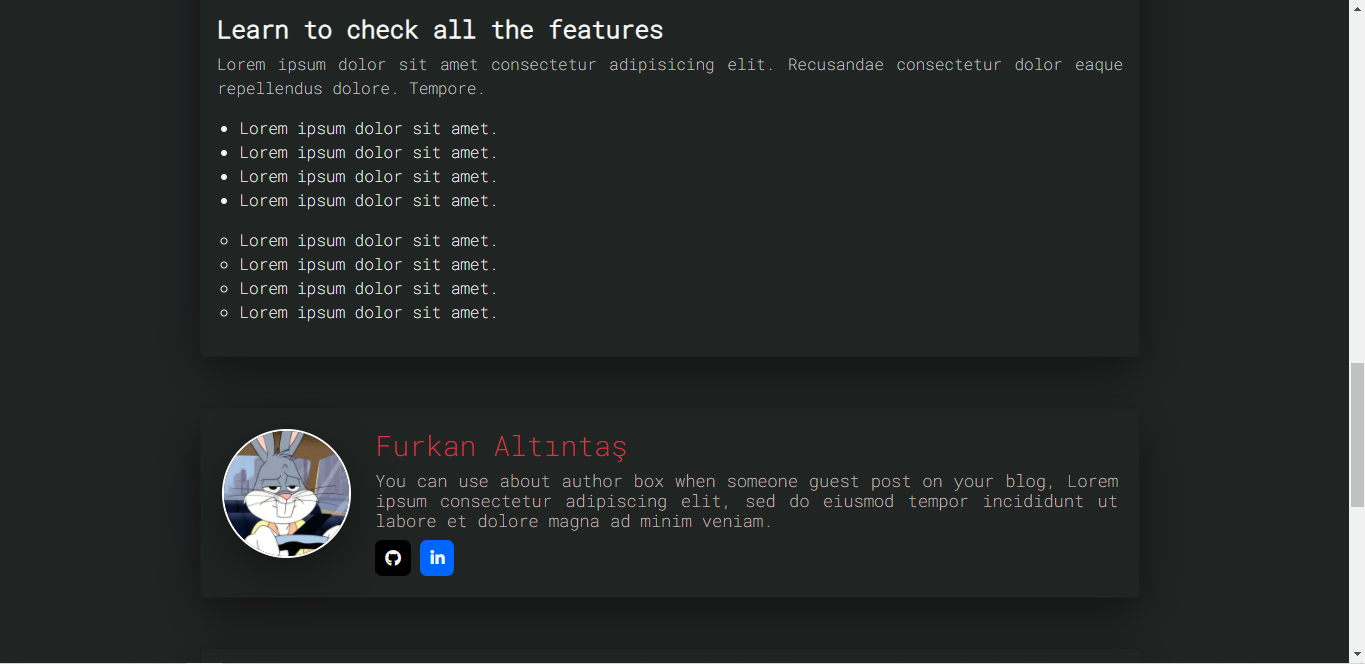 Learn to check all the features
Lorem ipsum dolor sit amet consectetur adipisicing elit. Recusandae consectetur dolor eaque
repellendus dolore. Tempore.
Lorem ipsum dolor sit amet.
Lorem ipsum dolor sit amet.
Lorem ipsum dolor sit amet.
Lorem ipsum dolor sit amet.
Lorem ipsum dolor sit amet.
Lorem ipsum dolor sit amet.
Lorem ipsum dolor sit amet.
Lorem ipsum dolor sit amet.
Furkan Altıntaş
You can use about author box when someone guest post on your blog, Lorem
ipsum consectetur adipiscing elit, sed do eiusmod tempor incididunt ut
labore et dolore magna ad minim veniam.
in